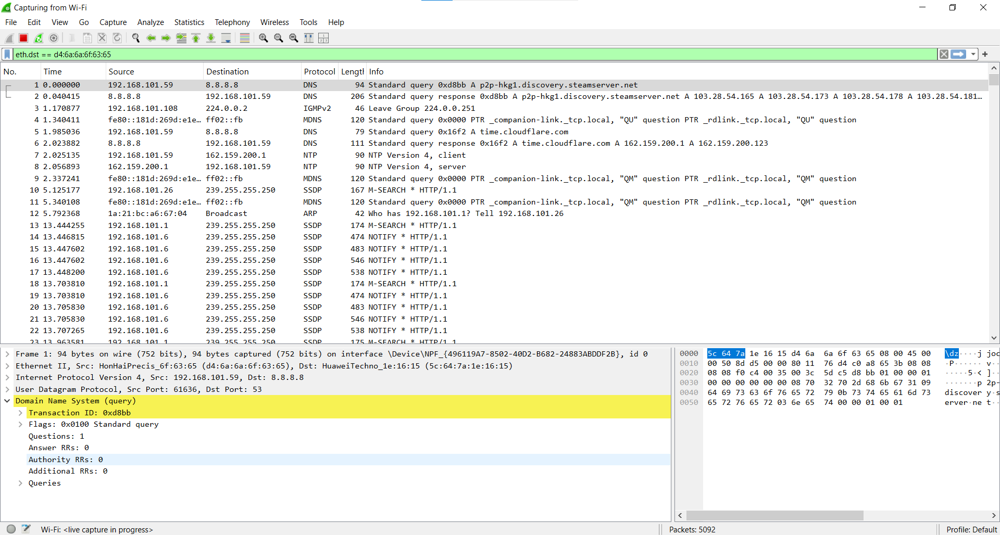 Capturing from Wi-Fi
File Edit View Go Capture Analyze Statistics Telephony Wireless Tools Help
eth.dst == d4:6a:6a:6f:63:65
No. Time Source Destination Protocol Length Info
1 0.000000 192.168.101.59 8.8.8.8 DNS 94 Standard query 0xd8bb A p2p-hkg1.discovery.steamserver.net
2 0.040415 8.8.8.8 192.168.101.59 DNS 206 Standard query response 0xd8bb A p2p-hkg1.discovery.steamserver.net A 103.28.54.165 A 103.28.54.173 A 103.28.54.178 A 103.28.54.181…
3 1.170877 192.168.101.108 224.0.0.2 IGMPv2 46 Leave Group 224.0.0.251
4 1.340411 fe80::181d:269d:e1e… ff02::fb MDNS 120 Standard query 0x0000 PTR _companion-link._tcp.local, "QU" question PTR _rdlink._tcp.local, "QU" question
5 1.985036 192.168.101.59 8.8.8.8 DNS 79 Standard query 0x16f2 A time.cloudflare.com
6 2.023882 8.8.8.8 192.168.101.59 DNS 111 Standard query response 0x16f2 A time.cloudflare.com A 162.159.200.1 A 162.159.200.123
7 2.025135 192.168.101.59 162.159.200.1 NTP 90 NTP Version 4, client
8 2.056893 162.159.200.1 192.168.101.59 NTP 90 NTP Version 4, server
9 2.337241 fe80::181d:269d:e1e… ff02::fb MDNS 120 Standard query 0x0000 PTR _companion-link._tcp.local, "QM" question PTR _rdlink._tcp.local, "QM" question
10 5.125177 192.168.101.26 239.255.255.250 SSDP 167 M-SEARCH * HTTP/1.1
11 5.340108 fe80::181d:269d:e1e… ff02::fb MDNS 120 Standard query 0x0000 PTR _companion-link._tcp.local, "QM" question PTR _rdlink._tcp.local, "QM" question
12 5.792368 1a:21:bc:a6:67:04 Broadcast ARP 42 Who has 192.168.101.1? Tell 192.168.101.26
13 13.444255 192.168.101.1 239.255.255.250 SSDP 174 M-SEARCH * HTTP/1.1
14 13.446815 192.168.101.6 239.255.255.250 SSDP 474 NOTIFY * HTTP/1.1
15 13.447602 192.168.101.6 239.255.255.250 SSDP 483 NOTIFY * HTTP/1.1
16 13.447602 192.168.101.6 239.255.255.250 SSDP 546 NOTIFY * HTTP/1.1
17 13.448200 192.168.101.6 239.255.255.250 SSDP 538 NOTIFY * HTTP/1.1
18 13.703810 192.168.101.1 239.255.255.250 SSDP 174 M-SEARCH * HTTP/1.1
19 13.703810 192.168.101.6 239.255.255.250 SSDP 474 NOTIFY * HTTP/1.1
20 13.705830 192.168.101.6 239.255.255.250 SSDP 483 NOTIFY * HTTP/1.1
21 13.705830 192.168.101.6 239.255.255.250 SSDP 546 NOTIFY * HTTP/1.1
22 13.707265 192.168.101.6 239.255.255.250 SSDP 538 NOTIFY * HTTP/1.1
23 13.963581 192.168.101.1 239.255.255.250 SSDP 175 M-SEARCH * HTTP/1.1
Frame 1: 94 bytes on wire (752 bits), 94 bytes captured (752 bits) on interface \Device\NPF_{496119A7-8502-40D2-B682-24883ABDDF2B}, id 0
Ethernet II, Src: HonHaiPrecis_6f:63:65 (d4:6a:6a:6f:63:65), Dst: HuaweiTechno_1e:16:15 (5c:64:7a:1e:16:15)
Internet Protocol Version 4, Src: 192.168.101.59, Dst: 8.8.8.8
User Datagram Protocol, Src Port: 61636, Dst Port: 53
Domain Name System (query)
Transaction ID: 0xd8bb
Flags: 0x0100 Standard query
Questions: 1
Answer RRs: 0
Authority RRs: 0
Additional RRs: 0
Queries
0000 5c 64 7a 1e 16 15 d4 6a 6a 6f 63 65 08 00 45 00 \dz····j joc
0010 00 50 8d d5 00 00 80 11 76 d4 c0 a8 65 3b 08 08 ·P······ v··
0020 08 08 f0 c4 00 35 00 3c 5d c5 d8 bb 01 00 00 01 ·····5·< ]··
0030 00 00 00 00 00 00 08 70 32 70 2d 68 6b 67 31 09 ·······p 2p-
0040 64 69 73 63 6f 76 65 72 79 0b 73 74 65 61 6d 73 discover y·s
0050 65 72 76 65 72 03 6e 65 74 00 00 01 00 01 erver·ne t··
Wi-Fi: <live capture in progress> Packets: 5092 Profile: Default